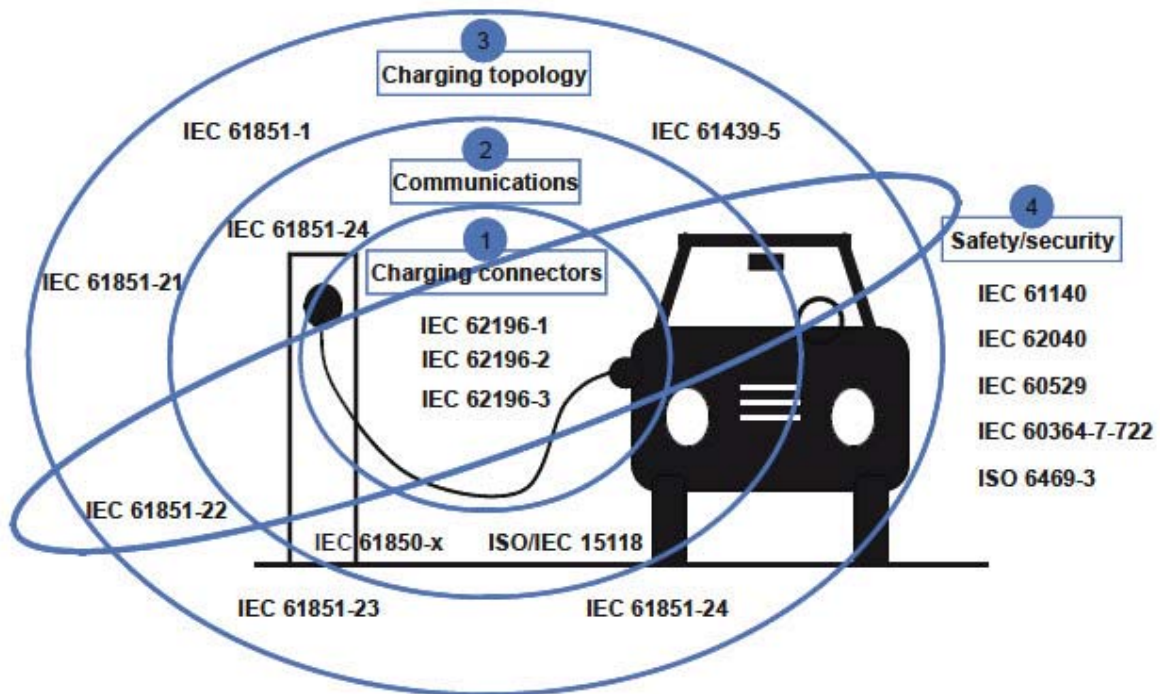 3
Charging topology
IEC 61851-1
IEC 61439-5
2
Communications
IEC 61851-24
1
Charging connectors
4
Safety/security
IEC 61851-21
IEC 61140
IEC 62196-1
IEC 62040
IEC 62196-2
IEC 60529
IEC 62196-3
IEC 60364-7-722
ISO 6469-3
IEC 61851-22
IEC 61850-x
ISO/IEC 15118
IEC 61851-23
IEC 61851-24